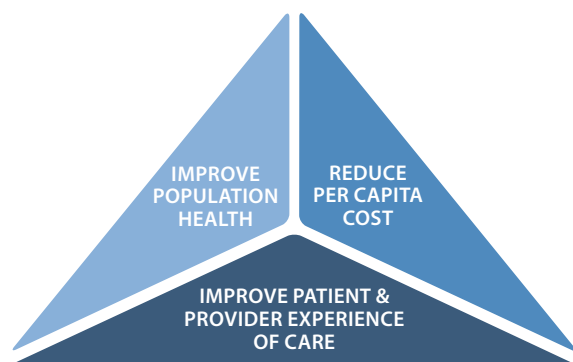 IMPROVE
POPULATION
HEALTH
REDUCE
PER CAPITA
COST
IMPROVE PATIENT &
PROVIDER EXPERIENCE
OF CARE